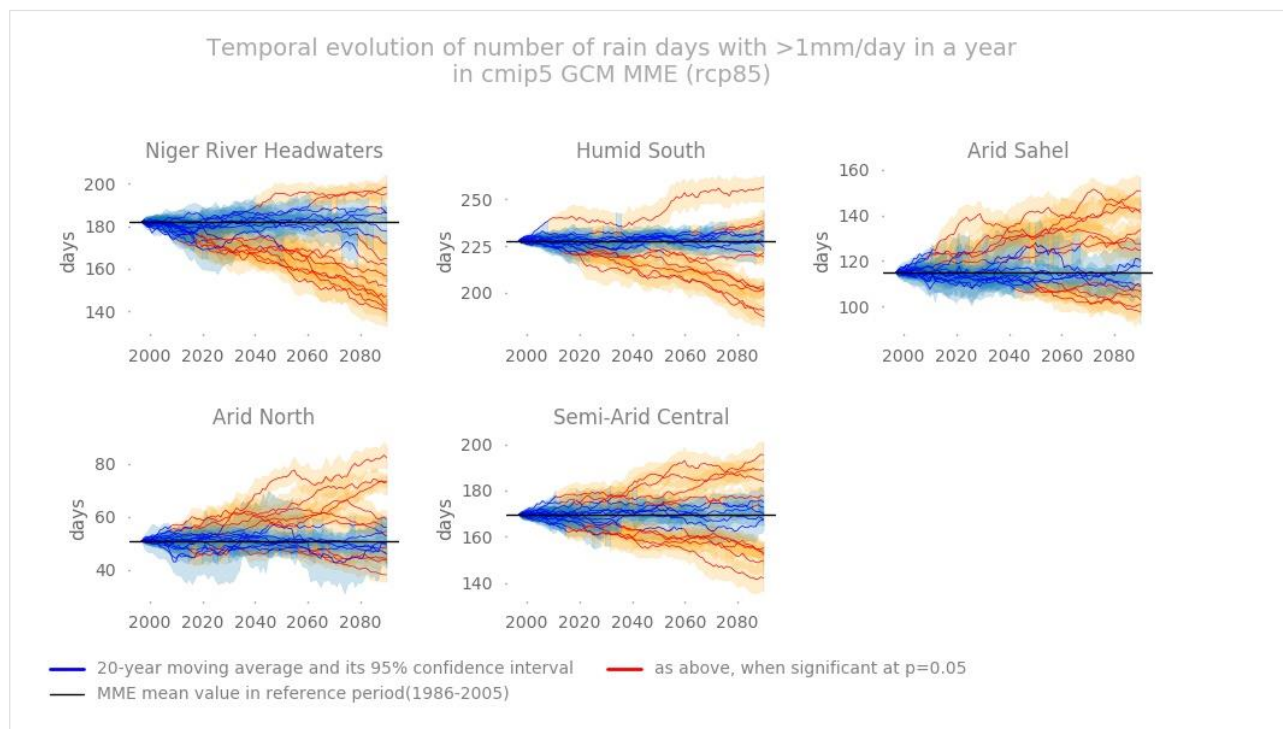 Temporal evolution of number of rain days with >1mm/day in a year
in cmip5 GCM MME (rcp85)
Niger River Headwaters
200
180
160
140
days
2000 2020 2040 2060 2080
Humid South
250
225
200
days
2000 2020 2040 2060 2080
Arid Sahel
160
140
120
100
days
2000 2020 2040 2060 2080
Arid North
80
60
40
days
2000 2020 2040 2060 2080
Semi-Arid Central
200
180
160
140
days
2000 2020 2040 2060 2080
20-year moving average and its 95% confidence interval
as above, when significant at p=0.05
MME mean value in reference period(1986-2005)